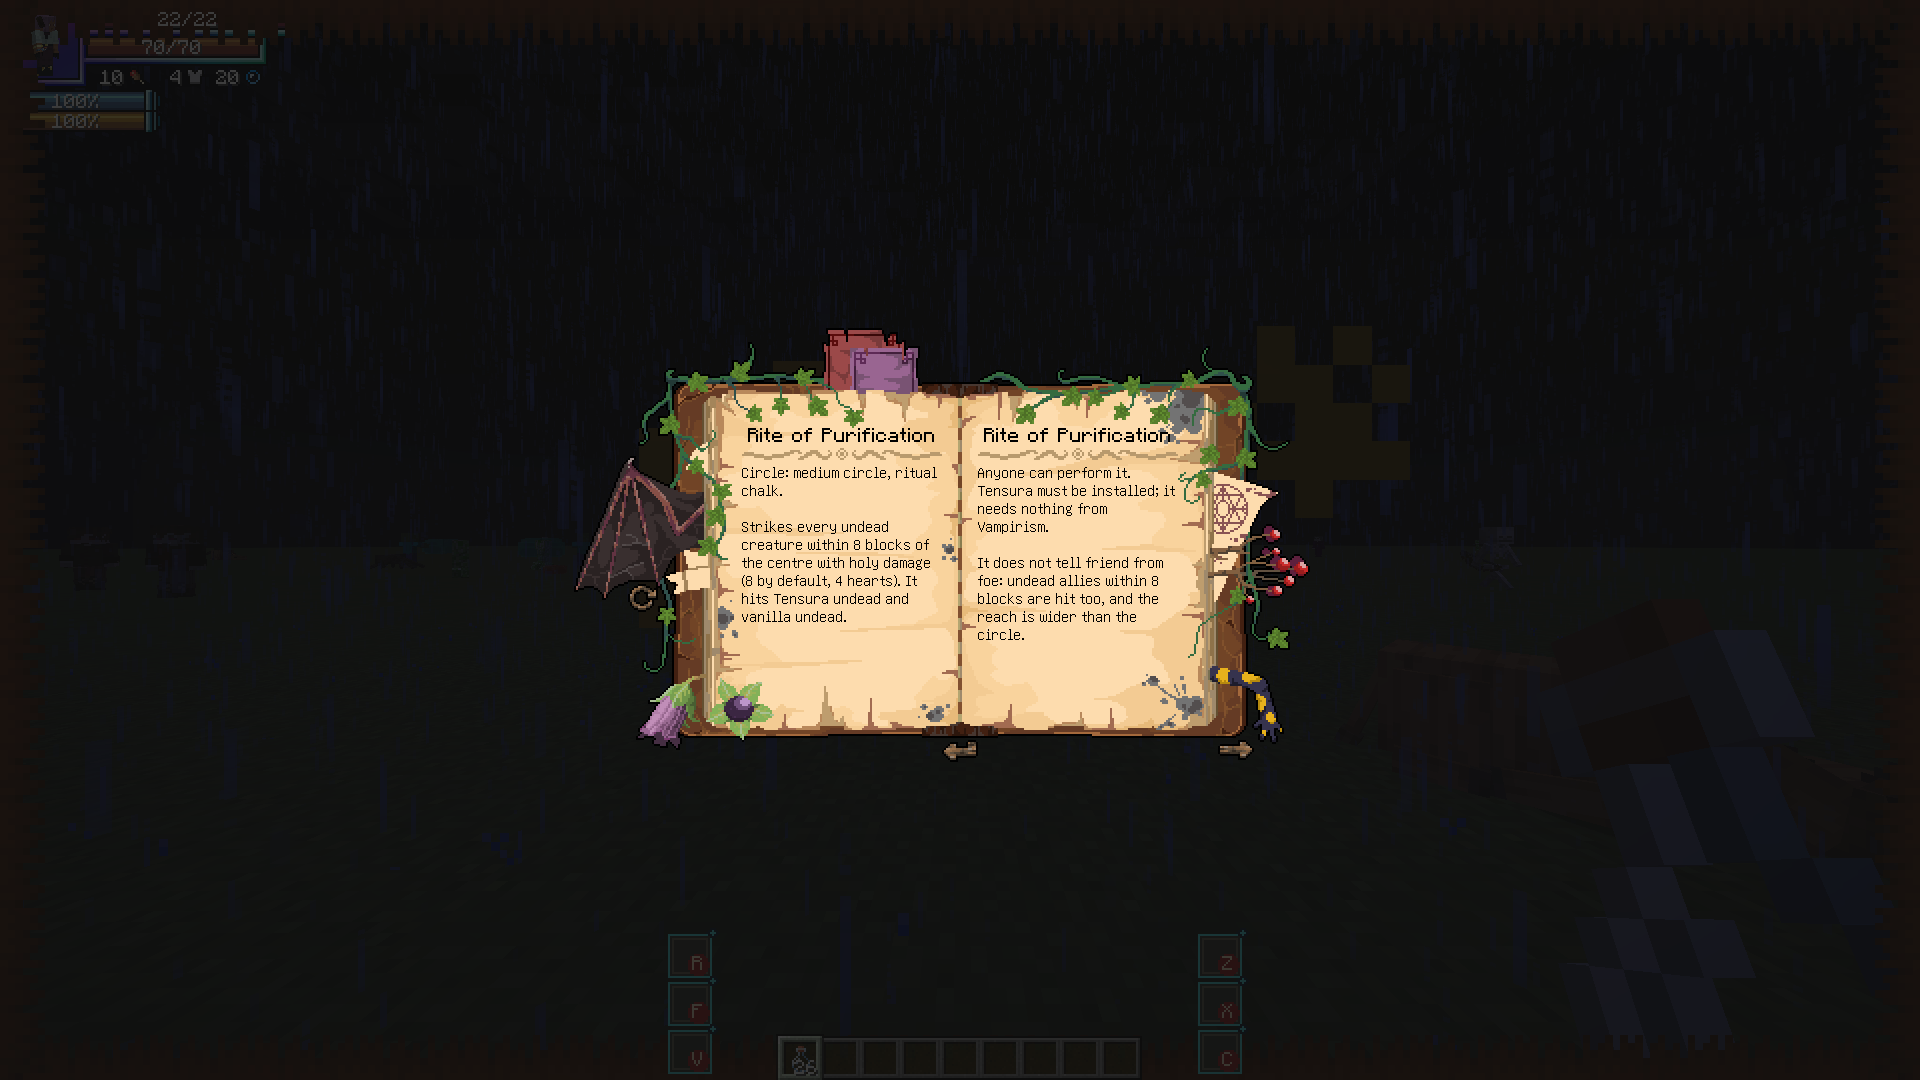 22/22
70/70
10 4 20
100%
100%
Rite of Purification
Circle: medium circle, ritual
chalk.
Strikes every undead
creature within 8 blocks of
the centre with holy damage
(8 by default, 4 hearts). It
hits Tensura undead and
vanilla undead.
Rite of Purification
Anyone can perform it.
Tensura must be installed; it
needs nothing from
Vampirism.
It does not tell friend from
foe: undead allies within 8
blocks are hit too, and the
reach is wider than the
circle.
R
F
V
Z
X
C
26